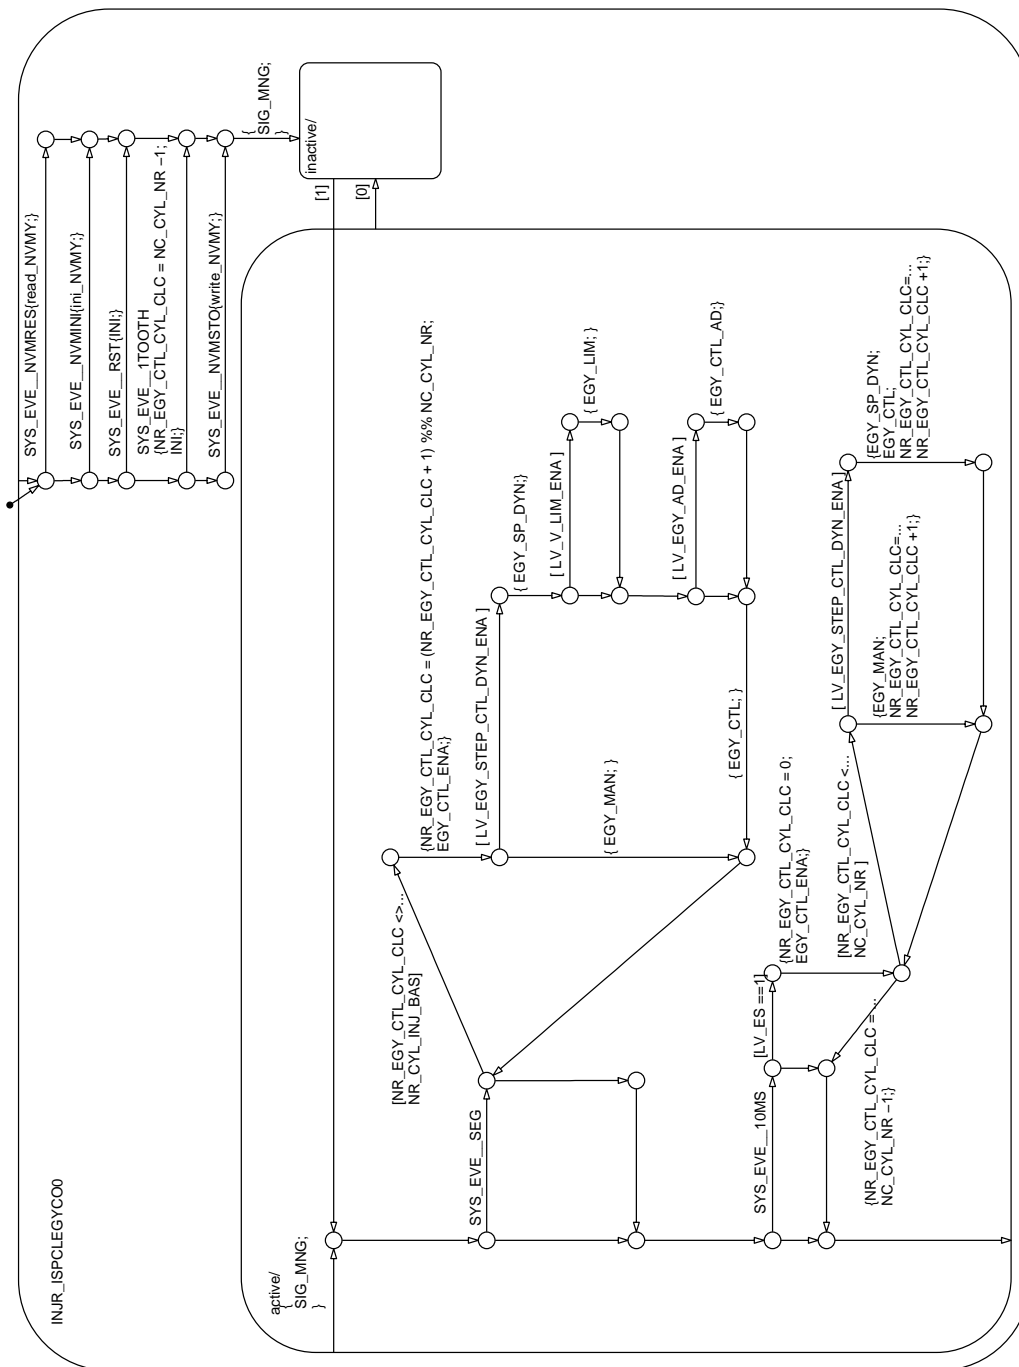 INJR_ISPCLEGYCO0
SYS_EVE__NVMRES{read_NVMY;}
SYS_EVE__NVMINI{ini_NVMY;}
SYS_EVE__RST{INI;}
SYS_EVE__1TOOTH
{NR_EGY_CTL_CYL_CLC = NC_CYL_NR −1;
INI;}
SYS_EVE__NVMSTO{write_NVMY;}
{
SIG_MNG;
}
inactive/
[1]
[0]
active/
{
SIG_MNG;
}
SYS_EVE__SEG
[NR_EGY_CTL_CYL_CLC <>...
NR_CYL_INJ_BAS]
{NR_EGY_CTL_CYL_CLC = (NR_EGY_CTL_CYL_CLC + 1) %% NC_CYL_NR;
EGY_CTL_ENA;}
[ LV_EGY_STEP_CTL_DYN_ENA ]
{ EGY_SP_DYN;}
[ LV_V_LIM_ENA ]
{ EGY_LIM; }
[ LV_EGY_AD_ENA ]
{ EGY_CTL_AD;}
{ EGY_MAN; }
{ EGY_CTL; }
SYS_EVE__10MS
[LV_ES ==1]
{NR_EGY_CTL_CYL_CLC = 0;
EGY_CTL_ENA;}
[NR_EGY_CTL_CYL_CLC <...
NC_CYL_NR ]
[ LV_EGY_STEP_CTL_DYN_ENA ]
{EGY_SP_DYN;
EGY_CTL;
NR_EGY_CTL_CYL_CLC=...
NR_EGY_CTL_CYL_CLC +1;}
{EGY_MAN;
NR_EGY_CTL_CYL_CLC=...
NR_EGY_CTL_CYL_CLC +1;}
{NR_EGY_CTL_CYL_CLC = ...
NC_CYL_NR −1;}